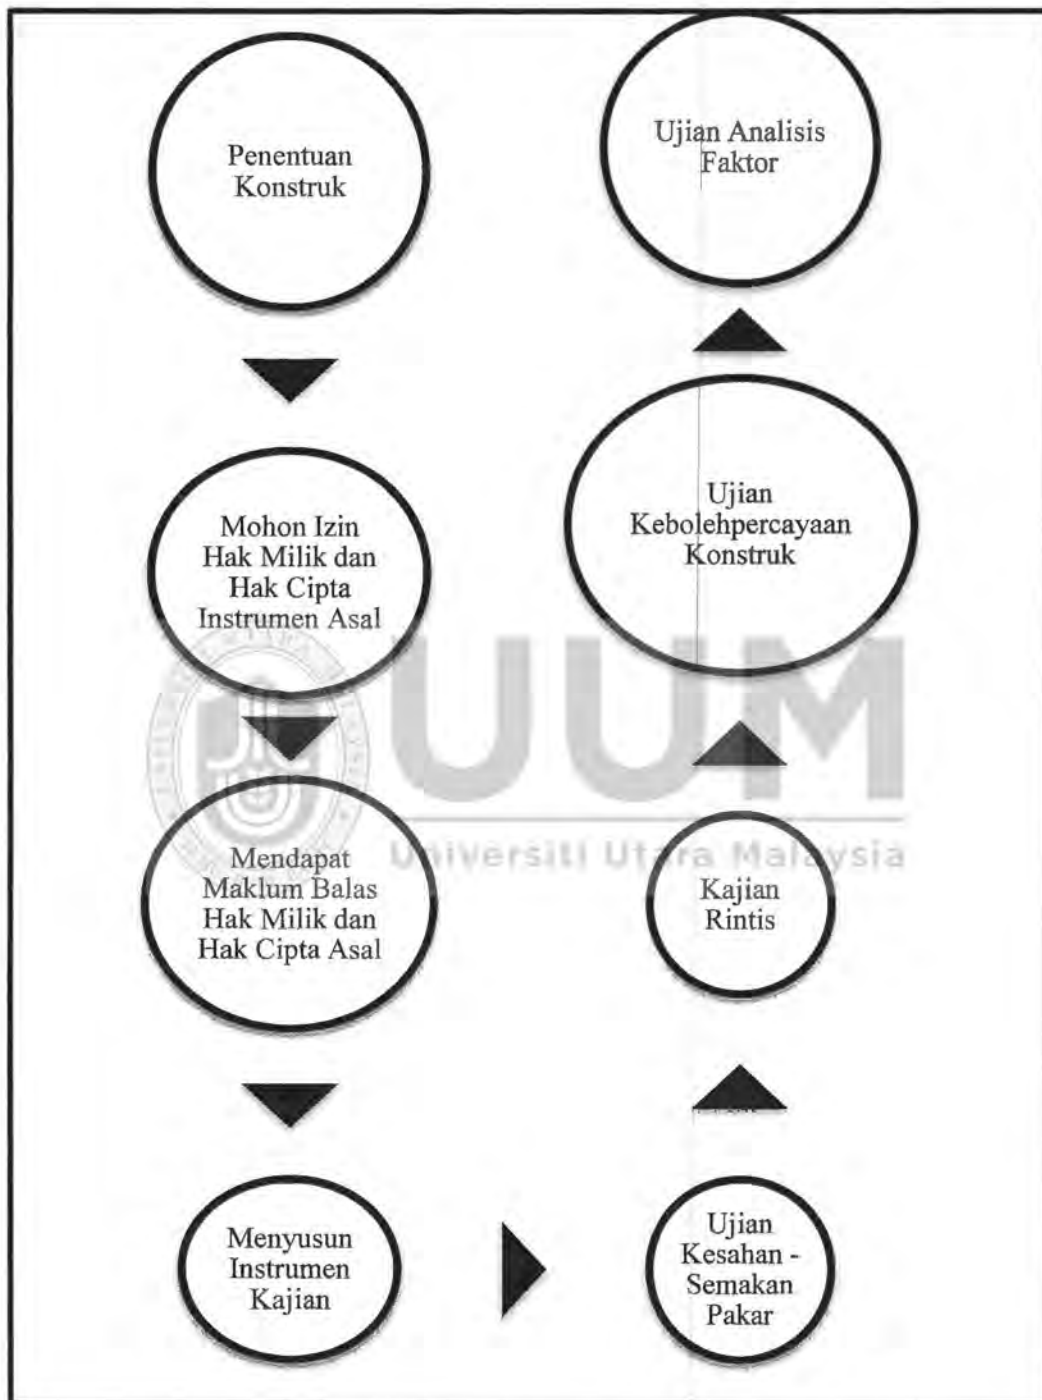 Penentuan
Konstruk
Mohon Izin
Hak Milik dan
Hak Cipta
Instrumen Asal
Mendapat
Maklum Balas
Hak Milik dan
Hak Cipta Asal
Menyusun
Instrumen
Kajian
Ujian
Kesahan -
Semakan
Pakar
Kajian
Rintis
Ujian
Kebolehpercayaan
Konstruk
Ujian Analisis
Faktor
UUM
Universiti Utara Malaysia